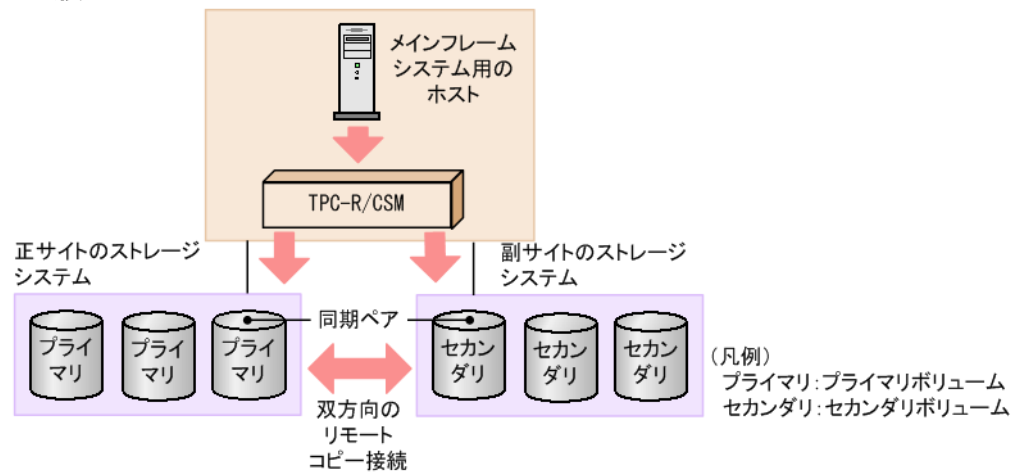 メインフレーム
システム用の
ホスト
TPC-R/CSM
正サイトのストレージ
システム
副サイトのストレージ
システム
同期ペア
プライ
マリ
プライ
マリ
プライ
マリ
セカン
ダリ
セカン
ダリ
セカン
ダリ
双方向の
リモート
コピー接続
(凡例)
プライマリ:プライマリボリューム
セカンダリ:セカンダリボリューム